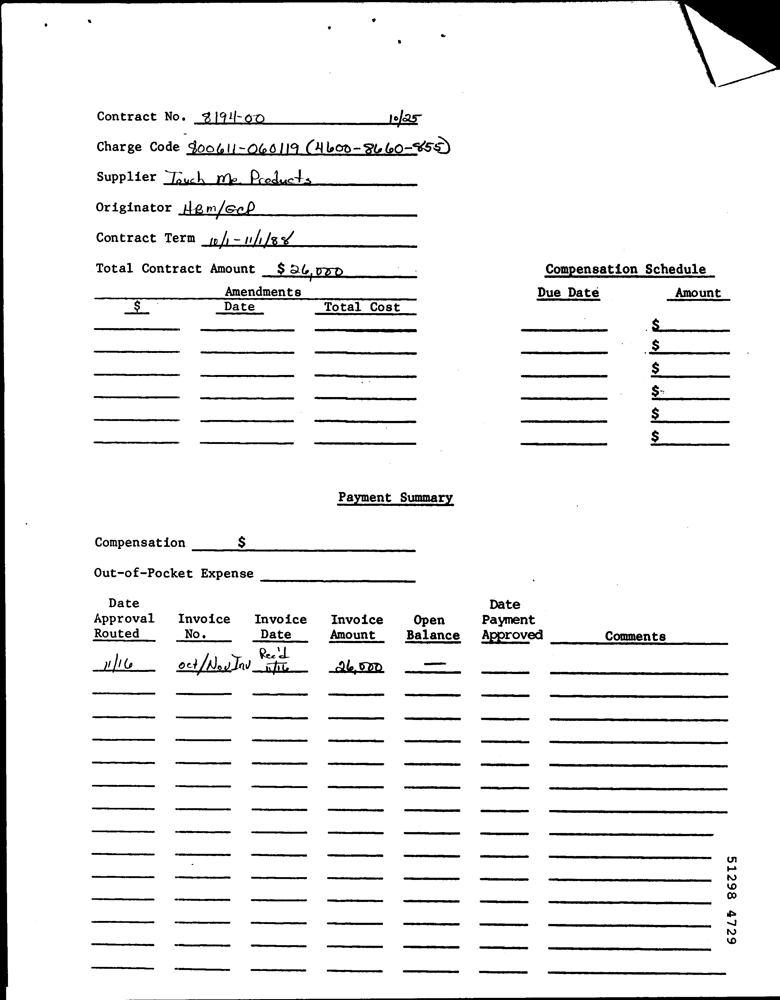 Contract No. 8194-00 10/25
Charge Code 800611-060119 (4600-8660-855)
Supplier Touch Me Products
Originator HBm/GCP
Contract Term 10/1-11/1/88
Total Contract Amount $26,000
Compensation Schedule
Amendments
Due Date Amount
$ Date Total Cost
$
$
$
$
$
$
Payment Summary
Compensation $
Out-of-Pocket Expense
Date Approval Routed Invoice No. Invoice Date Invoice Amount Open Balance Date Payment Approved Comments
11/16 oct/Nov Inv Rec'd 11/16 26,000 —
51298 4729